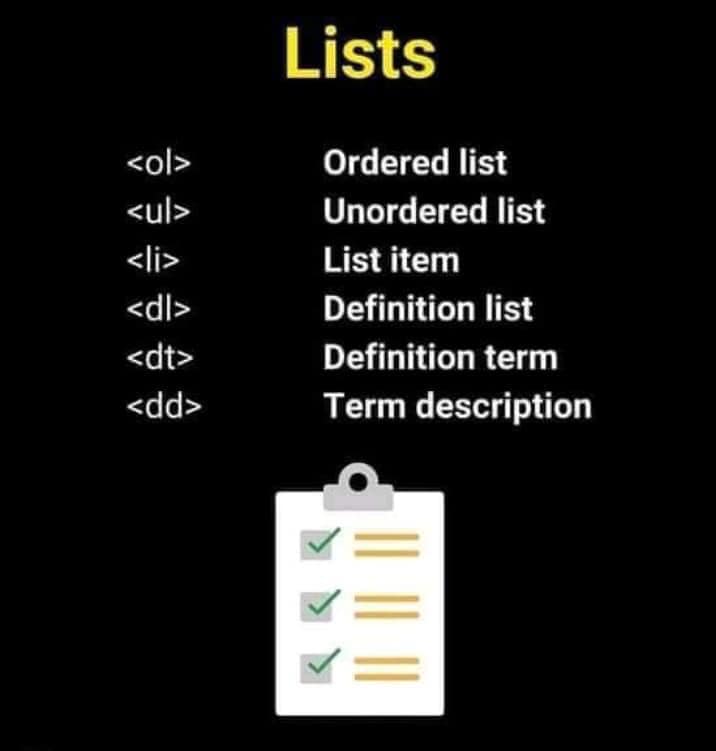 Lists
<ol> Ordered list
<ul> Unordered list
<li> List item
<dl> Definition list
<dt> Definition term
<dd> Term description